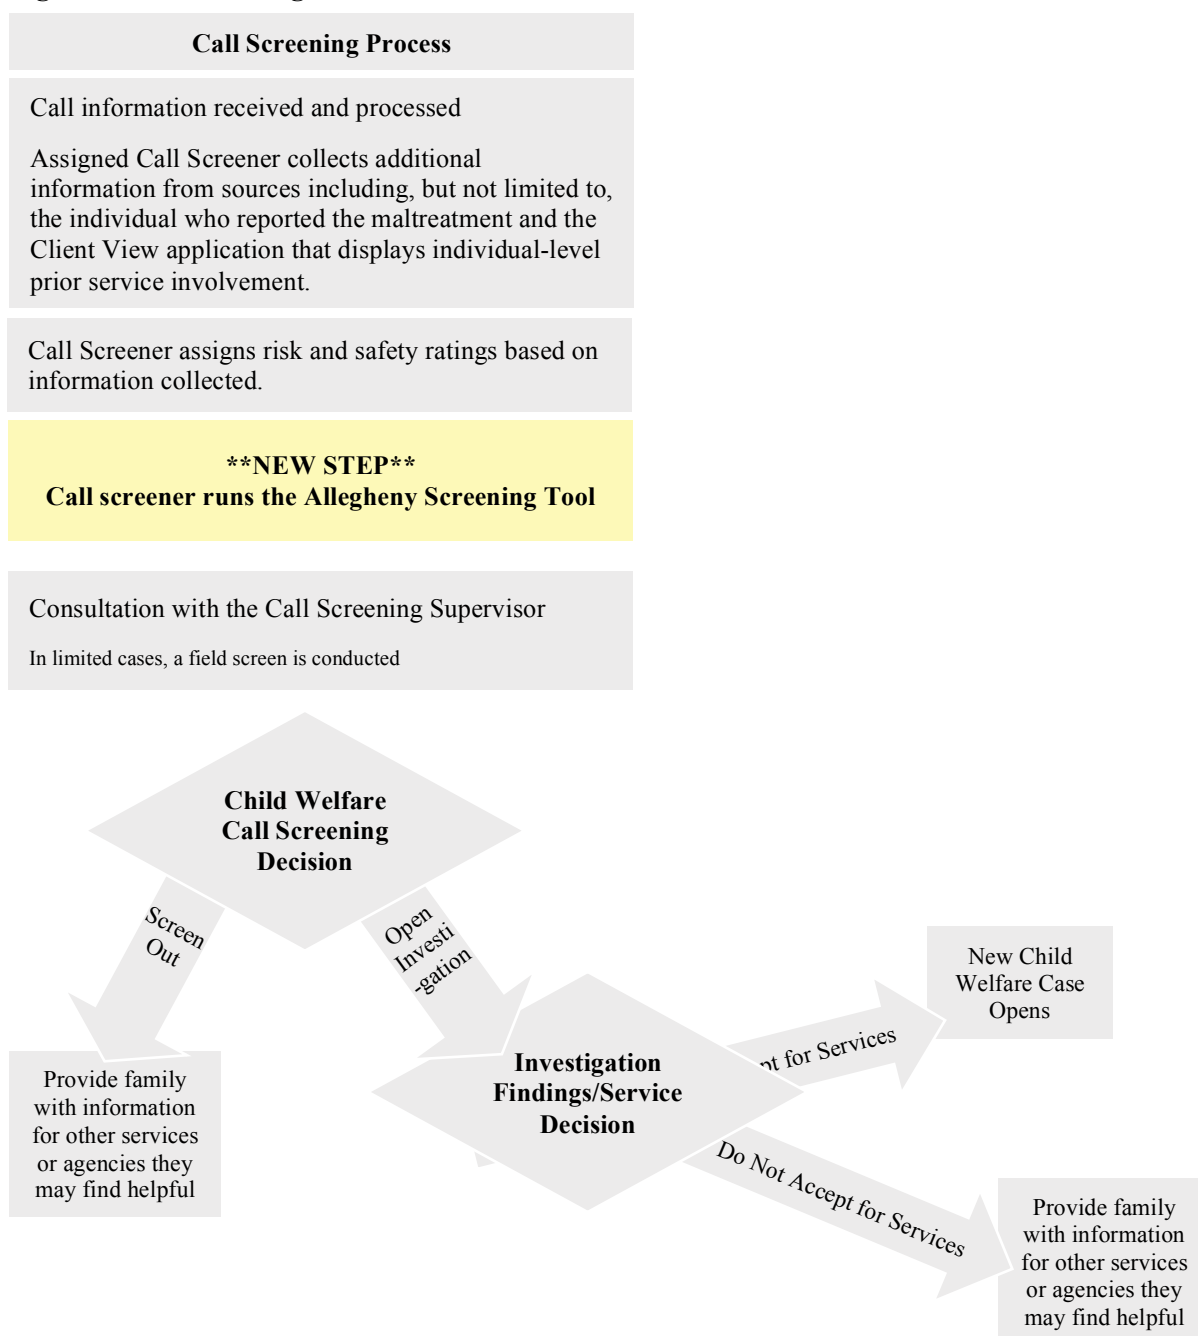 Call Screening Process
Call information received and processed
Assigned Call Screener collects additional
information from sources including, but not limited to,
the individual who reported the maltreatment and the
Client View application that displays individual-level
prior service involvement.
Call Screener assigns risk and safety ratings based on
information collected.
**NEW STEP**
Call screener runs the Allegheny Screening Tool
Consultation with the Call Screening Supervisor
In limited cases, a field screen is conducted
Child Welfare
Call Screening
Decision
Screen
Out
Open
Investi
-gation
New Child
Welfare Case
Opens
Investigation
Findings/Service
Decision
for Services
Provide family
with information
for other services
or agencies they
may find helpful
Do Not Accept for Services
Provide family
with information
for other services
or agencies they
may find helpful